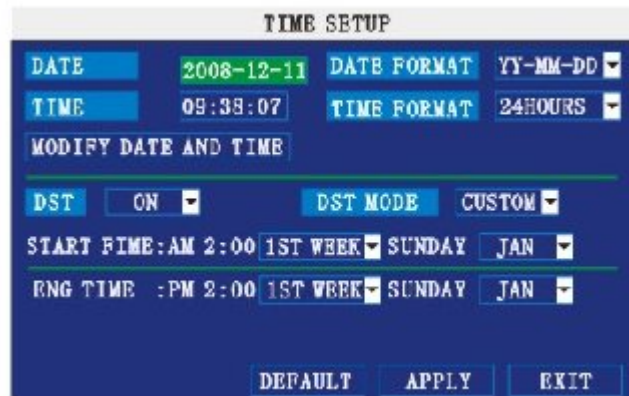 TIME SETUP
DATE 2008-12-11 DATE FORMAT YY-MM-DD
TIME 09:38:07 TIME FORMAT 24HOURS
MODIFY DATE AND TIME
DST ON DST MODE CUSTOM
START FIME:AM 2:00 1ST WEEK SUNDAY JAN
ENG TIME :PM 2:00 1ST WEEK SUNDAY JAN
DEFAULT APPLY EXIT